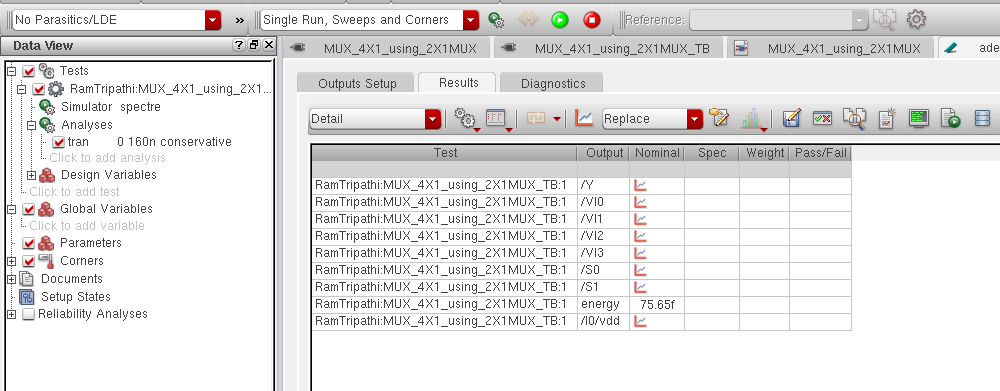 No Parasitics/LDE » Single Run, Sweeps and Corners Reference:
Data View ? MUX_4X1_using_2X1MUX MUX_4X1_using_2X1MUX_TB MUX_4X1_using_2X1MUX ade
Tests
RamTripathi:MUX_4X1_using_2X1...
Simulator spectre
Analyses
tran 0 160n conservative
Click to add analysis
Design Variables
Click to add test
Global Variables
Click to add variable
Parameters
Corners
Documents
Setup States
Reliability Analyses
Outputs Setup Results Diagnostics
Detail Replace
Test Output Nominal Spec Weight Pass/Fail
RamTripathi:MUX_4X1_using_2X1MUX_TB:1 /Y
RamTripathi:MUX_4X1_using_2X1MUX_TB:1 /VI0
RamTripathi:MUX_4X1_using_2X1MUX_TB:1 /VI1
RamTripathi:MUX_4X1_using_2X1MUX_TB:1 /VI2
RamTripathi:MUX_4X1_using_2X1MUX_TB:1 /VI3
RamTripathi:MUX_4X1_using_2X1MUX_TB:1 /S0
RamTripathi:MUX_4X1_using_2X1MUX_TB:1 /S1
RamTripathi:MUX_4X1_using_2X1MUX_TB:1 energy 75.65f
RamTripathi:MUX_4X1_using_2X1MUX_TB:1 /I0/vdd